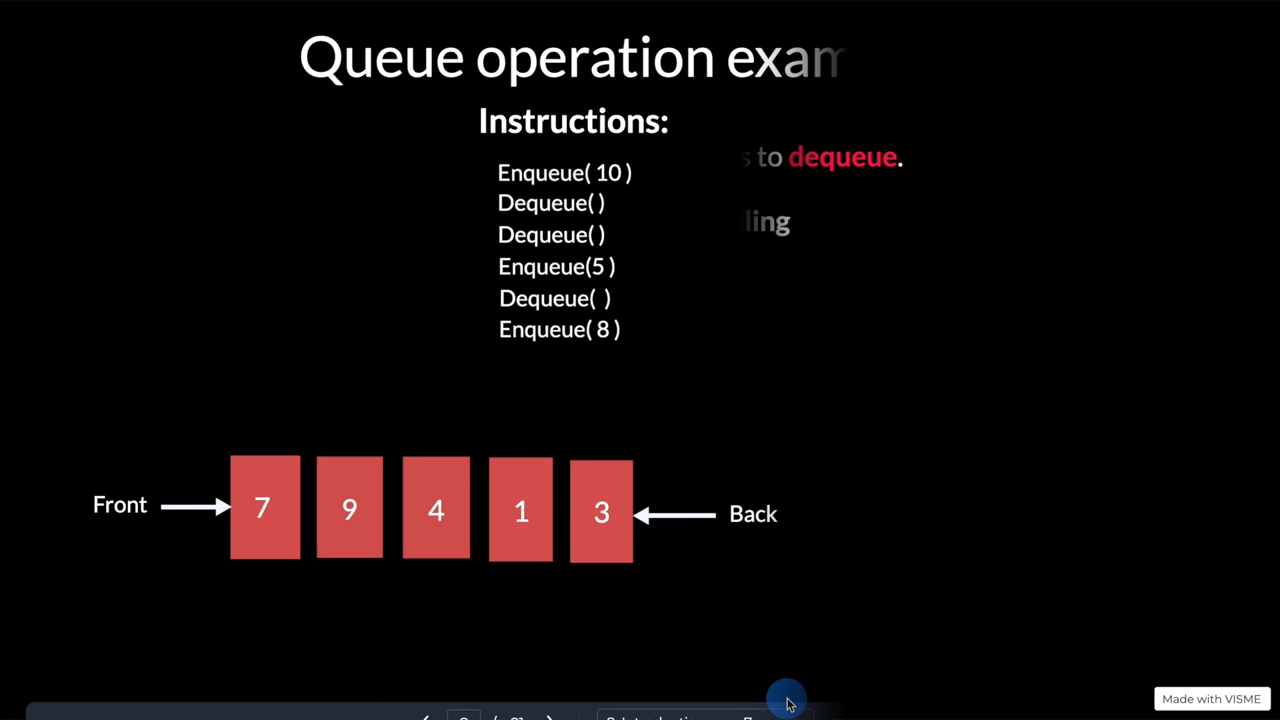 Queue operation exam
Instructions:
Enqueue( 10 )
s to dequeue.
Dequeue( )
ling
Dequeue( )
Enqueue(5 )
Dequeue( )
Enqueue( 8 )
Front
7
9
4
1
3
Back
Made with VISME